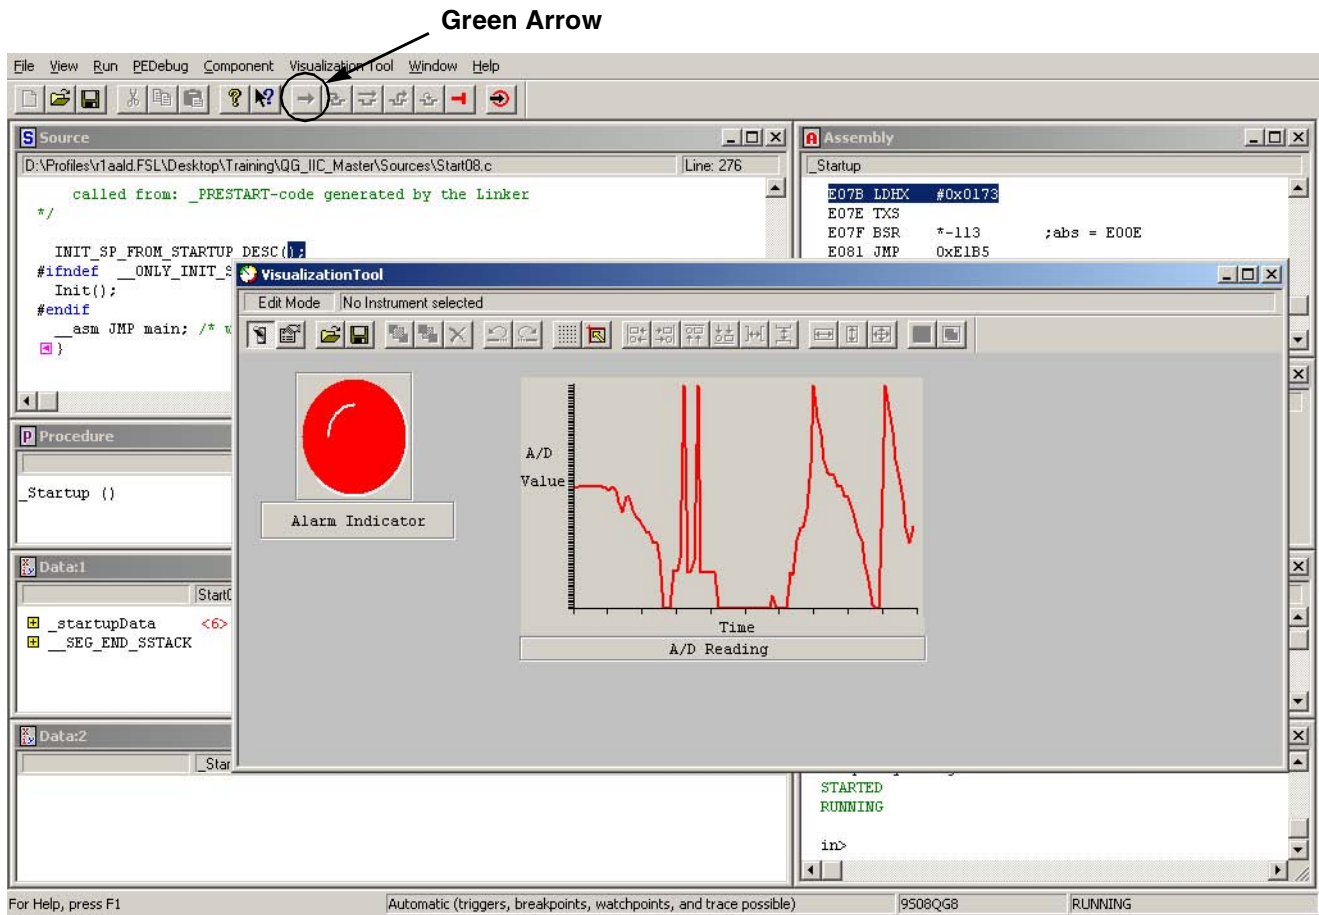 Green Arrow
File View Run PEDebug Component Visualization Tool Window Help
Source
D:\Profiles\r1aald.FSL\Desktop\Training\QG_IIC_Master\Sources\Start08.c Line: 276
called from: _PRESTART-code generated by the Linker
*/
INIT_SP_FROM_STARTUP_DESC();
#ifndef __ONLY_INIT_S
Init();
#endif
__asm JMP main; /* w
}
Assembly
_Startup
E07B LDHX #0x0173
E07E TXS
E07F BSR *-113 ;abs = E00E
E081 JMP 0xE1B5
VisualizationTool
Edit Mode No Instrument selected
Alarm Indicator
A/D
Value
Time
A/D Reading
Procedure
_Startup ()
Data:1
Start0
_startupData <6>
__SEG_END_SSTACK
Data:2
_Star
STARTED
RUNNING
in>
For Help, press F1 Automatic (triggers, breakpoints, watchpoints, and trace possible) 9S08QG8 RUNNING